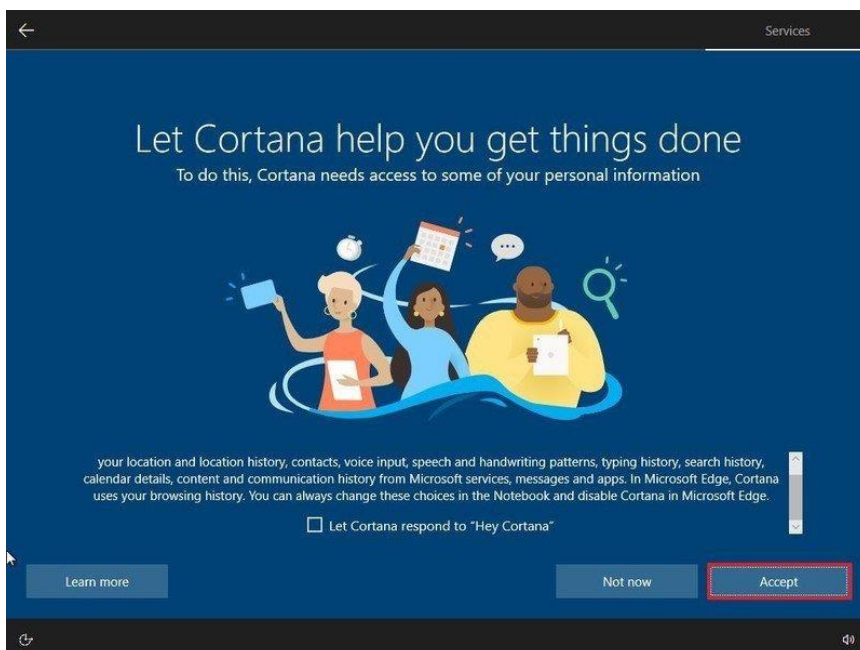 Services
Let Cortana help you get things done
To do this, Cortana needs access to some of your personal information
your location and location history, contacts, voice input, speech and handwriting patterns, typing history, search history,
calendar details, content and communication history from Microsoft services, messages and apps. In Microsoft Edge, Cortana
uses your browsing history. You can always change these choices in the Notebook and disable Cortana in Microsoft Edge.
Let Cortana respond to "Hey Cortana"
Learn more
Not now
Accept